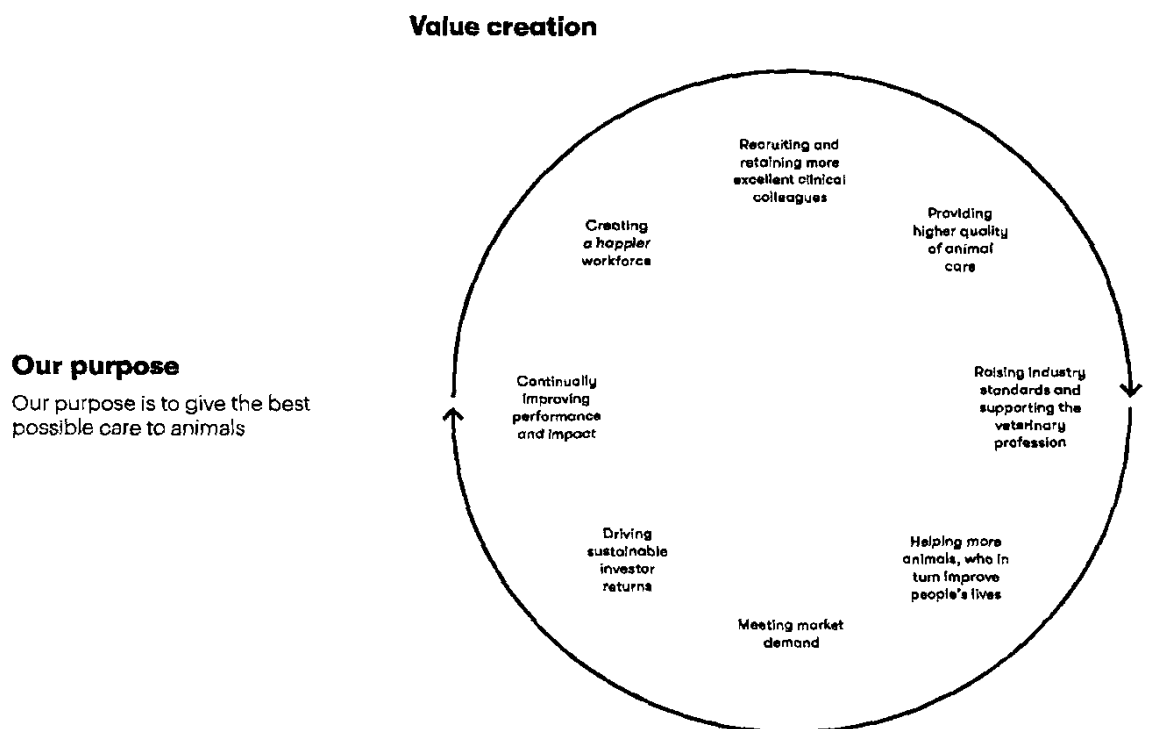 Value creation
Recruiting and
retaining more
excellent clinical
colleagues
Providing
higher quality
of animal
care
Creating
a happier
workforce
Our purpose
Our purpose is to give the best
possible care to animals
Continually
improving
performance
and impact
Raising industry
standards and
supporting the
veterinary
profession
Driving
sustainable
investor
returns
Helping more
animals, who in
turn improve
people's lives
Meeting market
demand